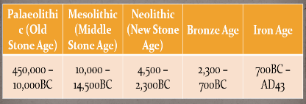 Palaeolithi Mesolithic Neolithic Bronze Age Iron Age
c (Old (Middle (New Stone
Stone Age) Stone Age) Age)
450,000 – 10,000 – 4,500 – 2,300 – 700BC –
10,000BC 14,500BC 2,300BC 700BC AD43